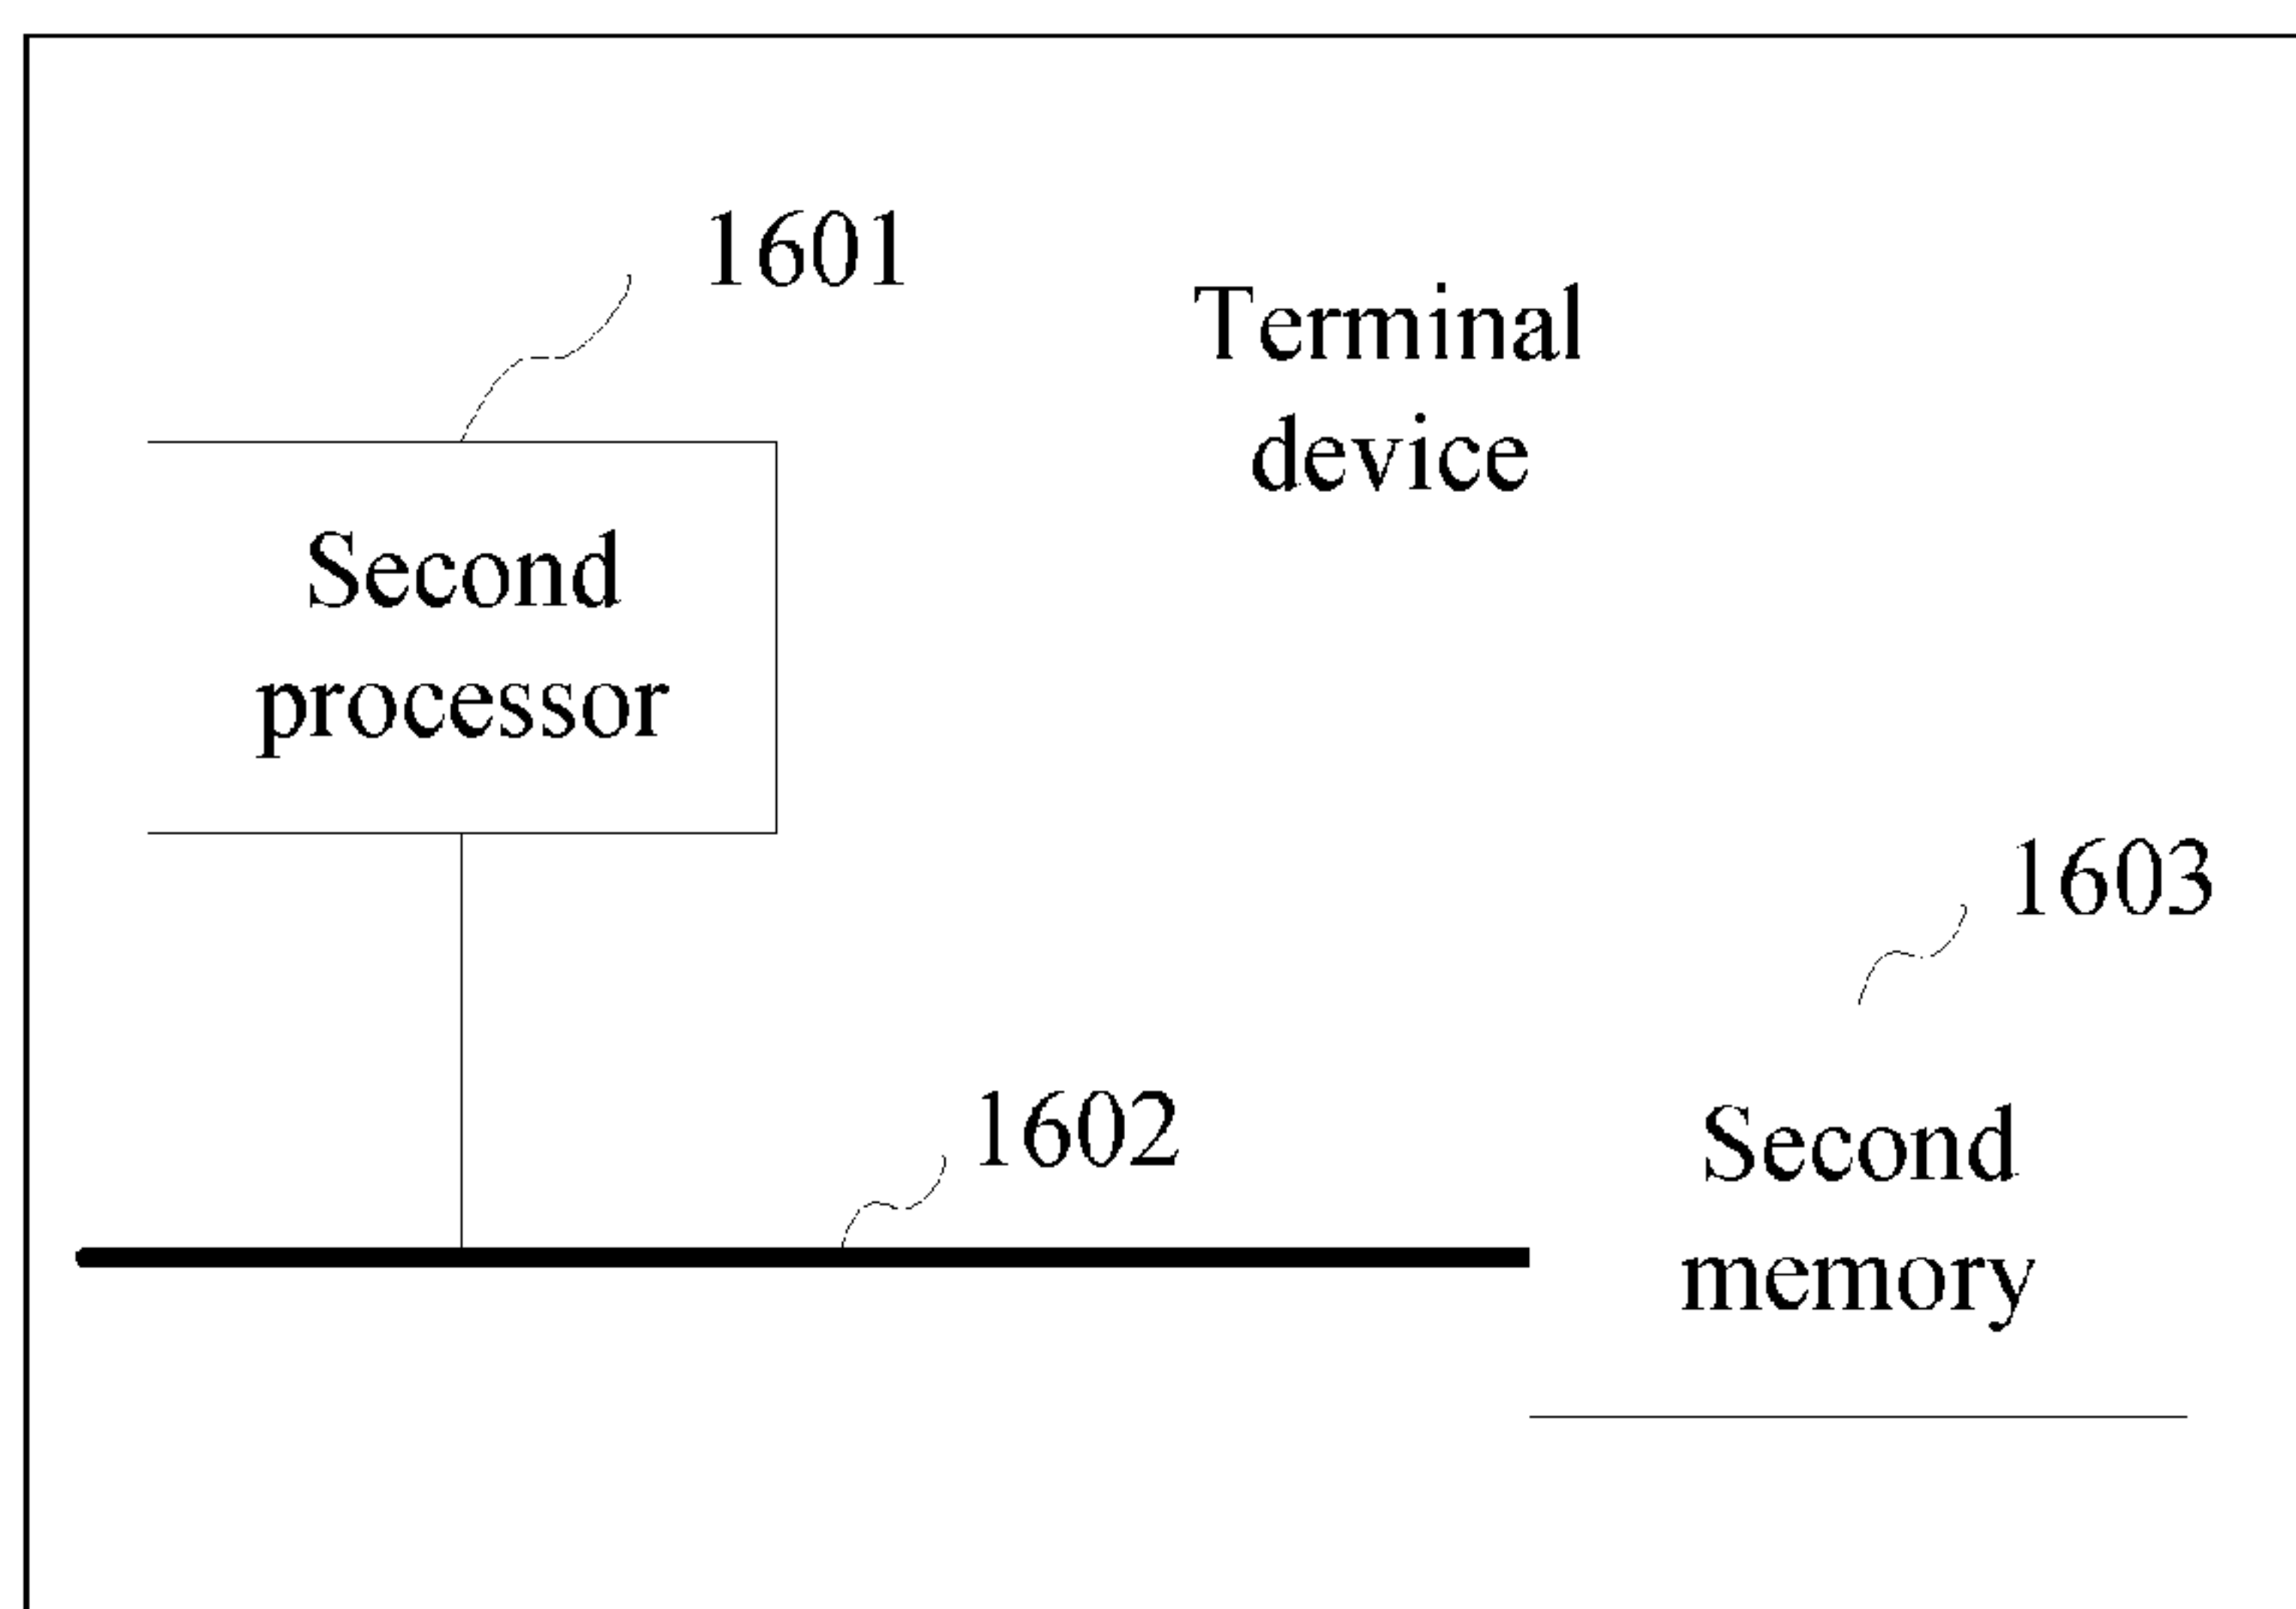 1601
Terminal
device
Second
processor
1603
1602
Second
memory